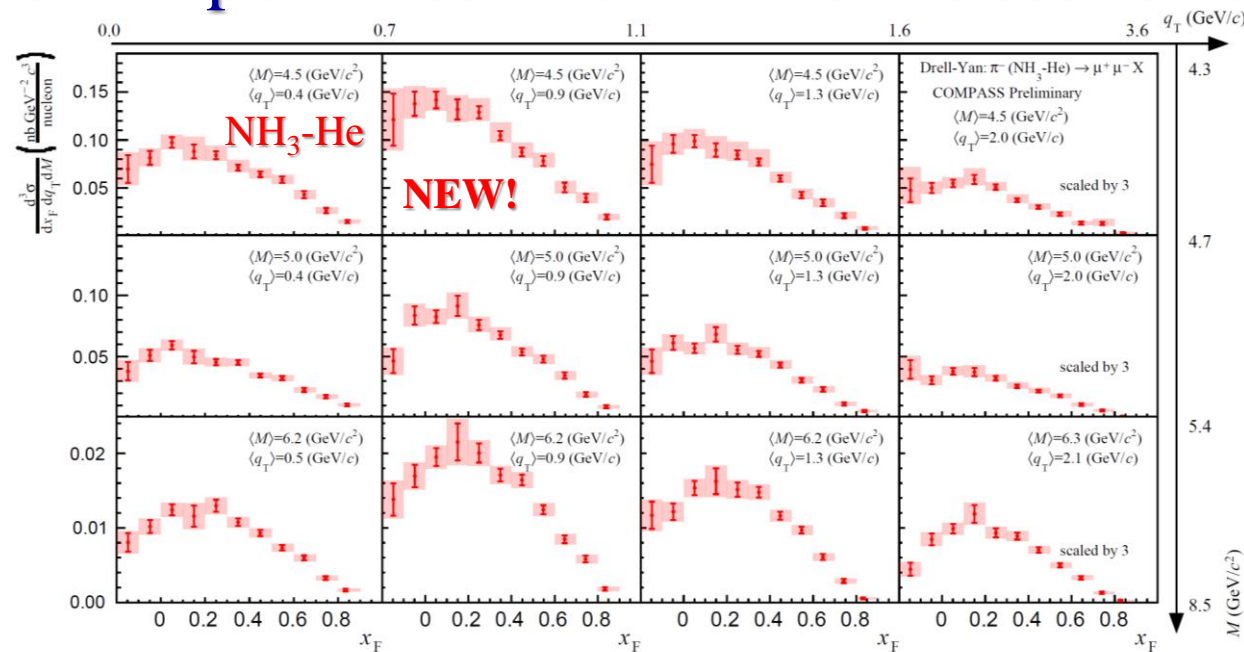 q_T (GeV/c)
0.0 0.7 1.1 1.6 3.6
d³σ / dx_F dq_T dM (nb GeV⁻² c³ / nucleon)
0.15
0.10
0.05
⟨M⟩=4.5 (GeV/c²)
⟨q_T⟩=0.4 (GeV/c)
NH₃-He
⟨M⟩=4.5 (GeV/c²)
⟨q_T⟩=0.9 (GeV/c)
NEW!
⟨M⟩=4.5 (GeV/c²)
⟨q_T⟩=1.3 (GeV/c)
Drell-Yan: π⁻ (NH₃-He) → μ⁺ μ⁻ X
COMPASS Preliminary
⟨M⟩=4.5 (GeV/c²)
⟨q_T⟩=2.0 (GeV/c)
scaled by 3
4.3
4.7
0.10
0.05
⟨M⟩=5.0 (GeV/c²)
⟨q_T⟩=0.4 (GeV/c)
⟨M⟩=5.0 (GeV/c²)
⟨q_T⟩=0.9 (GeV/c)
⟨M⟩=5.0 (GeV/c²)
⟨q_T⟩=1.3 (GeV/c)
⟨M⟩=5.0 (GeV/c²)
⟨q_T⟩=2.0 (GeV/c)
scaled by 3
5.4
0.02
0.01
0.00
⟨M⟩=6.2 (GeV/c²)
⟨q_T⟩=0.5 (GeV/c)
⟨M⟩=6.2 (GeV/c²)
⟨q_T⟩=0.9 (GeV/c)
⟨M⟩=6.2 (GeV/c²)
⟨q_T⟩=1.3 (GeV/c)
⟨M⟩=6.3 (GeV/c²)
⟨q_T⟩=2.1 (GeV/c)
scaled by 3
8.5
M (GeV/c²)
0 0.2 0.4 0.6 0.8 0 0.2 0.4 0.6 0.8 0 0.2 0.4 0.6 0.8 0 0.2 0.4 0.6 0.8
x_F x_F x_F x_F